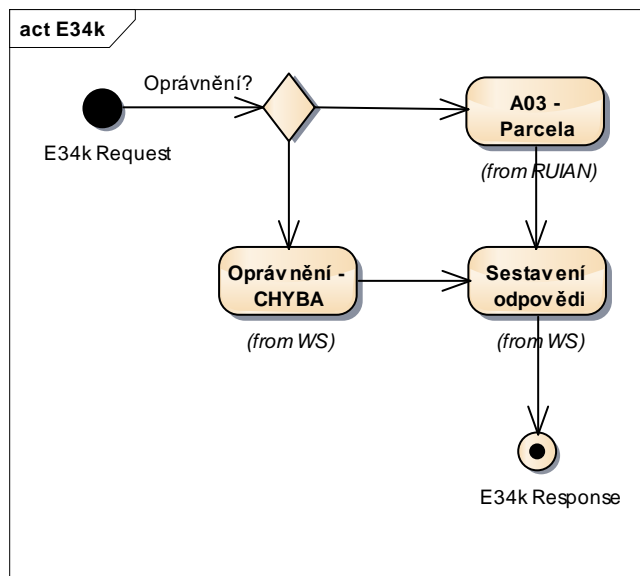 act E34k
Oprávnění?
A03 -
Parcela
E34k Request
(from RUIAN)
Oprávnění -
CHYBA
Sestavení
odpovědi
(from WS)
(from WS)
E34k Response